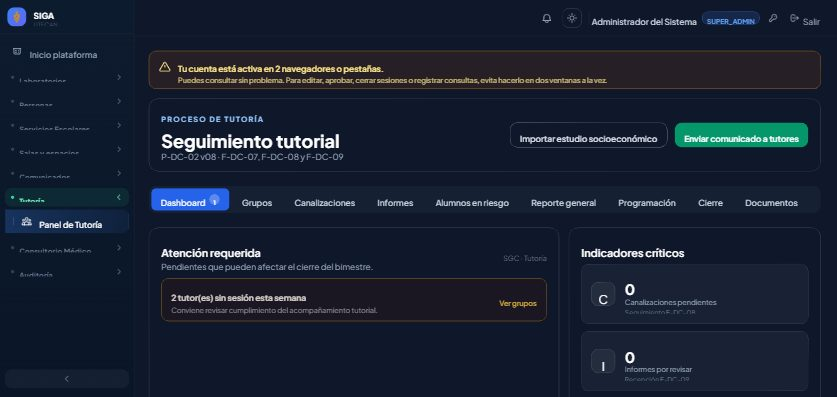 SIGA
Inicio plataforma
Laboratorios
Personas
Servicios Escolares
Salas y espacios
Comunicados
Tutoría
Panel de Tutoría
Consultorio Médico
Auditoría
Administrador del Sistema
SUPER_ADMIN
Salir
Tu cuenta está activa en 2 navegadores o pestañas.
Puedes consultar sin problema. Para editar, aprobar, cerrar sesiones o registrar consultas, evita hacerlo en dos ventanas a la vez.
PROCESO DE TUTORÍA
Seguimiento tutorial
P-DC-02 v08 · F-DC-07, F-DC-08 y F-DC-09
Importar estudio socioeconómico
Enviar comunicado a tutores
Dashboard 1
Grupos
Canalizaciones
Informes
Alumnos en riesgo
Reporte general
Programación
Cierre
Documentos
Atención requerida
Pendientes que pueden afectar el cierre del bimestre.
SGC · Tutoría
2 tutor(es) sin sesión esta semana
Conviene revisar cumplimiento del acompañamiento tutorial.
Ver grupos
Indicadores críticos
C
0
Canalizaciones pendientes
Seguimiento F-DC-08
I
0
Informes por revisar
Recepción F-DC-09